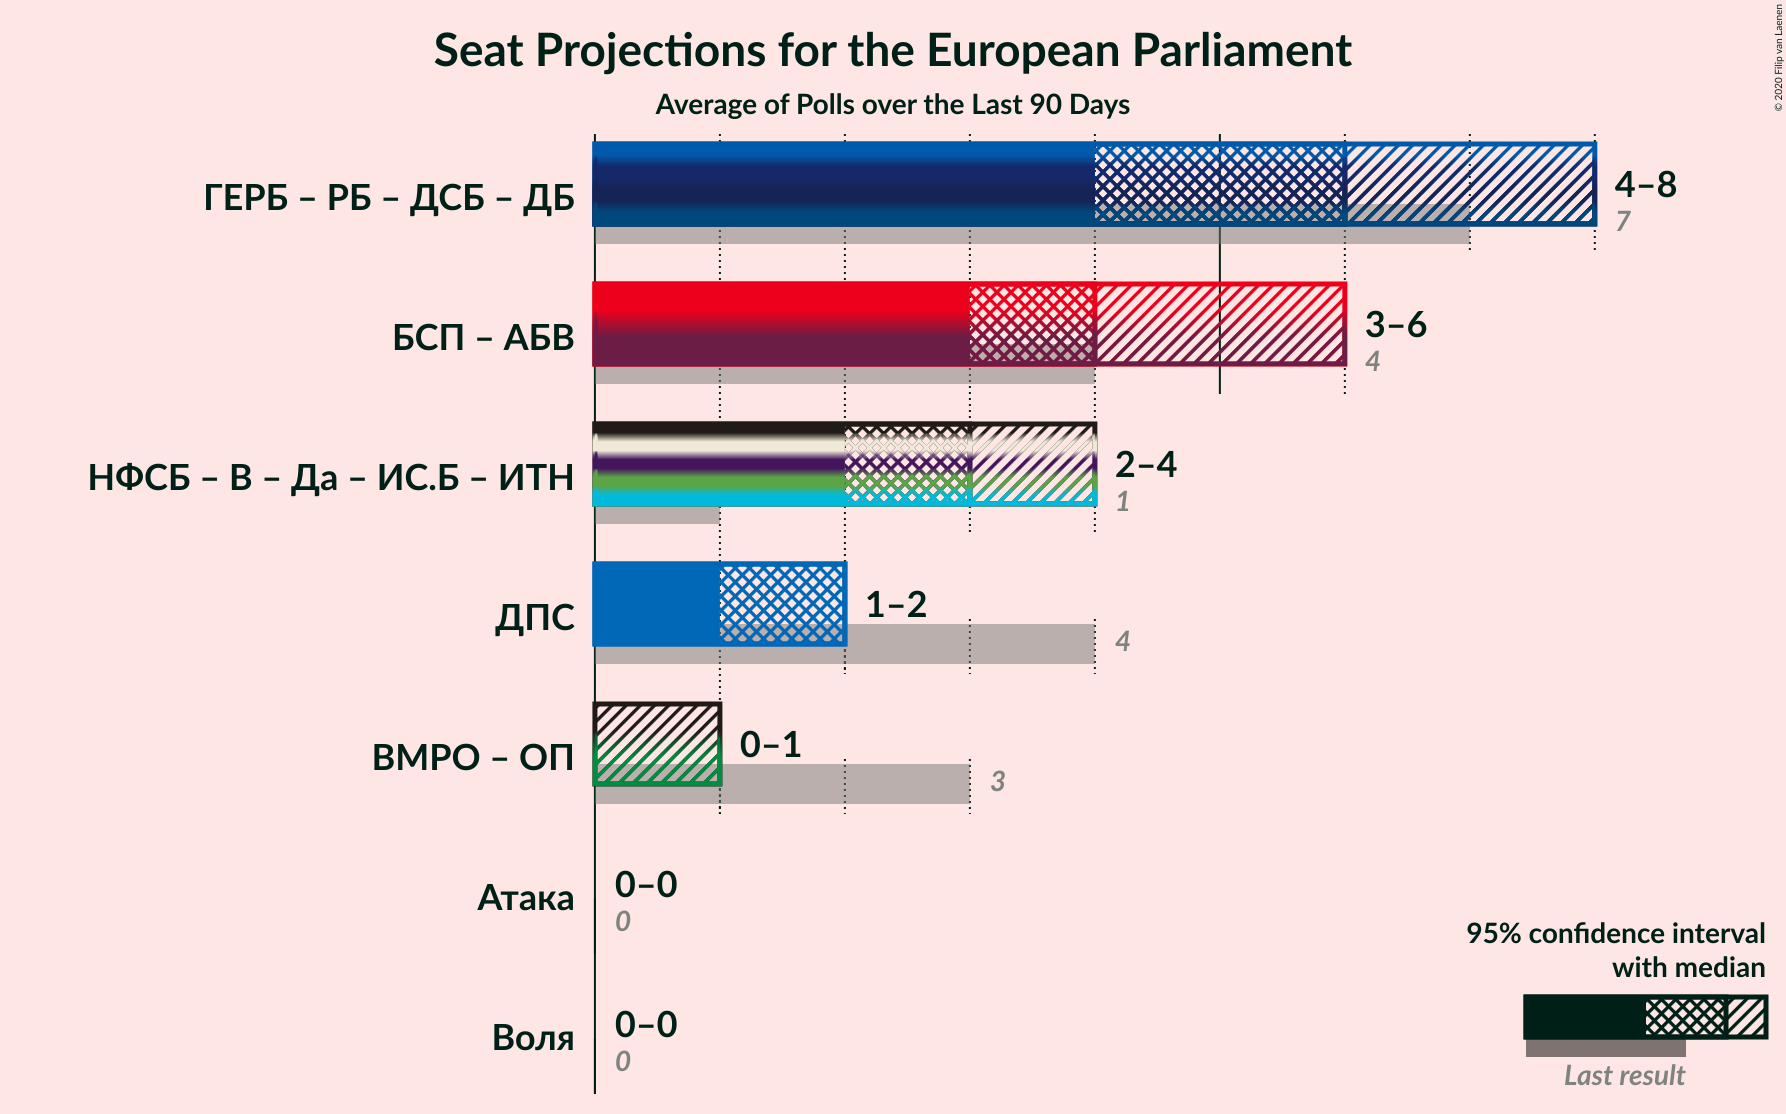 Seat Projections for the European Parliament
Average of Polls over the Last 90 Days
© 2020 Filip van Laenen
ГЕРБ – РБ – ДСБ – ДБ
4–8
7
БСП – АБВ
3–6
4
НФСБ – В – Да – ИС.Б – ИТН
2–4
1
ДПС
1–2
4
ВМРО – ОП
0–1
3
Атака
0–0
0
Воля
0–0
0
95% confidence interval
with median
Last result